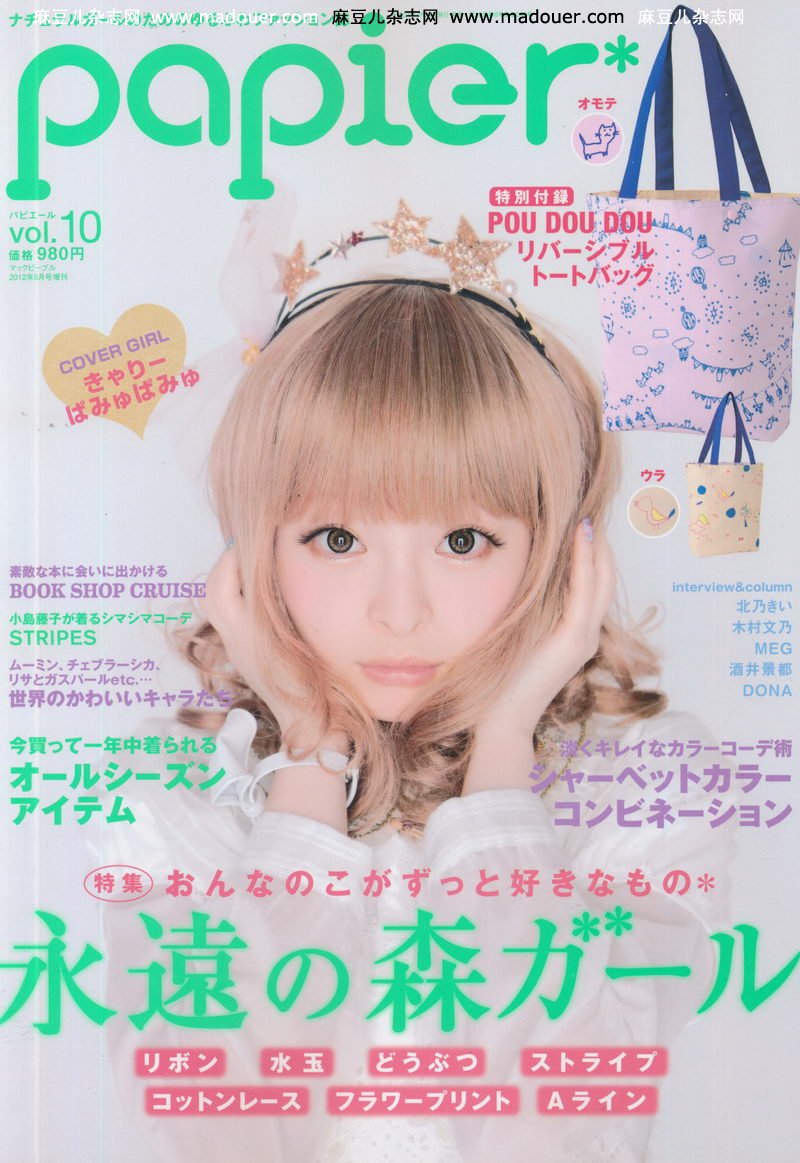 麻豆儿杂志网 www.madouer.com 麻豆儿杂志网 www.madouer.com 麻豆儿杂志网
papier*
パピエール
vol.10
価格980円
マックピープル
2012年5月号増刊
オモテ
特別付録
POU DOU DOU
リバーシブル
トートバッグ
COVER GIRL
きゃりー
ぱみゅぱみゅ
ウラ
素敵な本に会いに出かける
BOOK SHOP CRUISE
小島藤子が着るシマシマコーデ
STRIPES
ムーミン、チェブラーシカ、
リサとガスパールetc.…
世界のかわいいキャラたち
今買って一年中着られる
オールシーズン
アイテム
interview&column
北乃きい
木村文乃
MEG
酒井景都
DONA
淡くキレイなカラーコーデ術
シャーベットカラー
コンビネーション
特集 おんなのこがずっと好きなもの*
永遠の森ガール
リボン 水玉 どうぶつ ストライプ
コットンレース フラワープリント Aライン